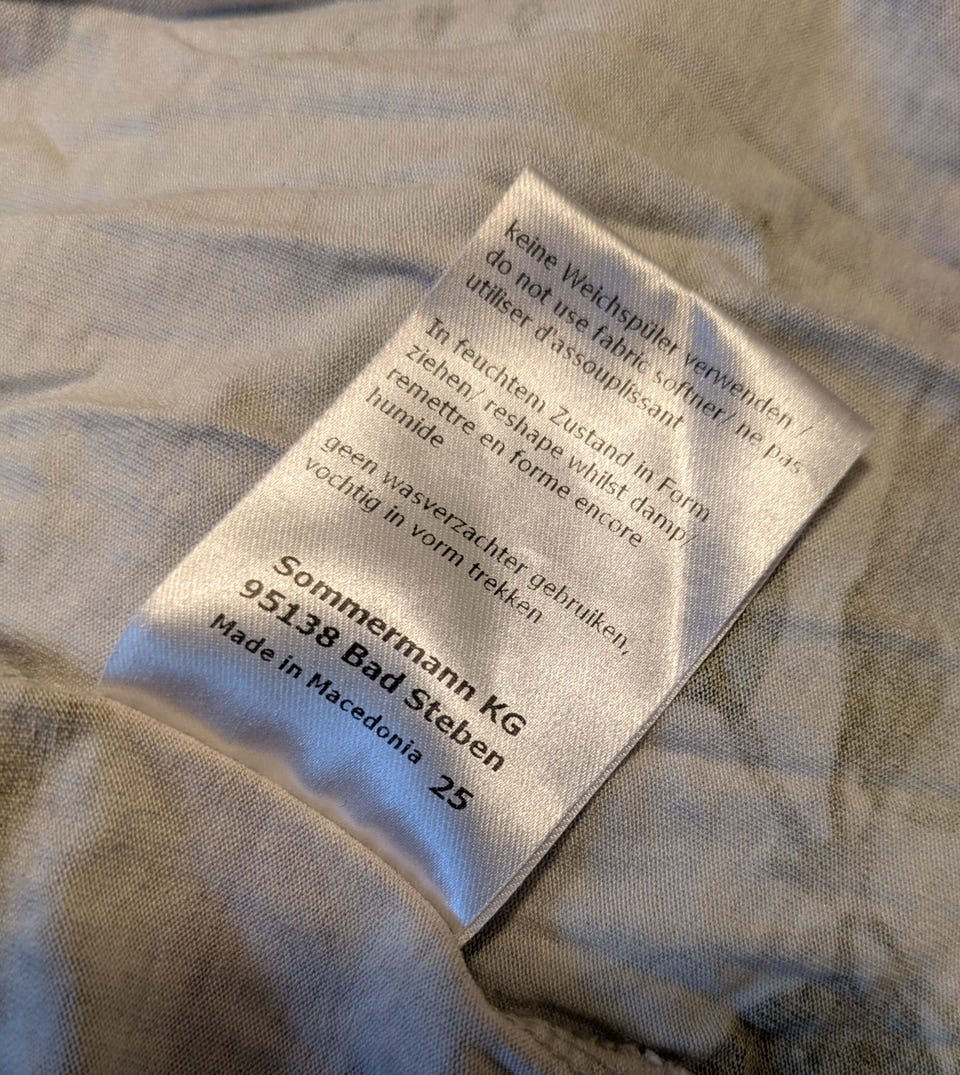 keine Weichspüler verwenden /
do not use fabric softner/ ne pas
utiliser d'assouplissant
In feuchtem Zustand in Form
ziehen/ reshape whilst damp/
remettre en forme encore
humide
geen wasverzachter gebruiken,
vochtig in vorm trekken
Sommermann KG
95138 Bad Steben
Made in Macedonia 25